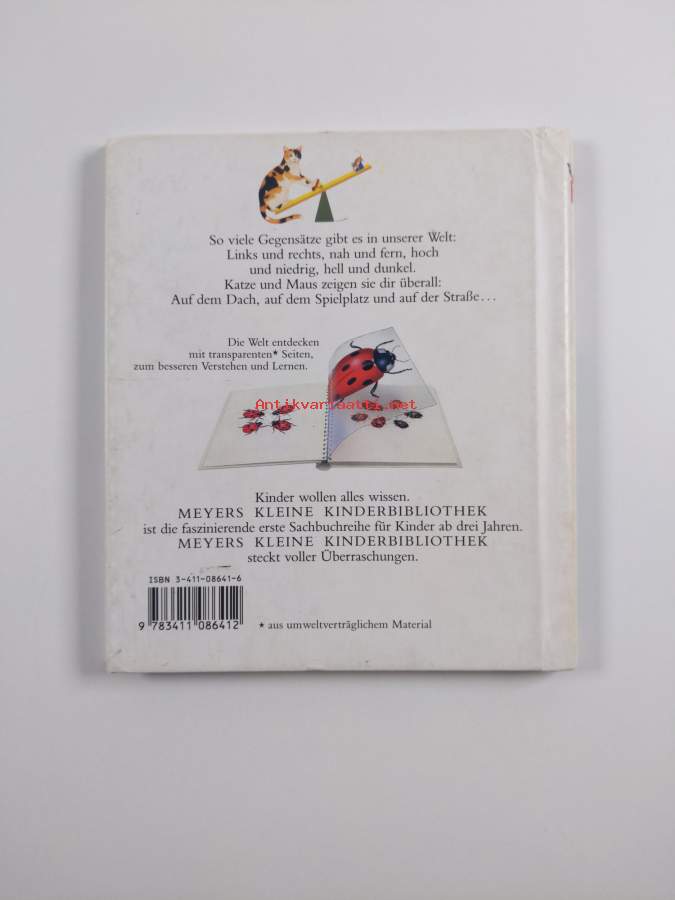 So viele Gegensätze gibt es in unserer Welt:
Links und rechts, nah und fern, hoch
und niedrig, hell und dunkel.
Katze und Maus zeigen sie dir überall:
Auf dem Dach, auf dem Spielplatz und auf der Straße...
Die Welt entdecken
mit transparenten* Seiten,
zum besseren Verstehen und Lernen.
Antikvariaatti.net
Kinder wollen alles wissen.
MEYERS KLEINE KINDERBIBLIOTHEK
ist die faszinierende erste Sachbuchreihe für Kinder ab drei Jahren.
MEYERS KLEINE KINDERBIBLIOTHEK
steckt voller Überraschungen.
ISBN 3-411-08641-6
9 783411 086412
* aus umweltverträglichem Material